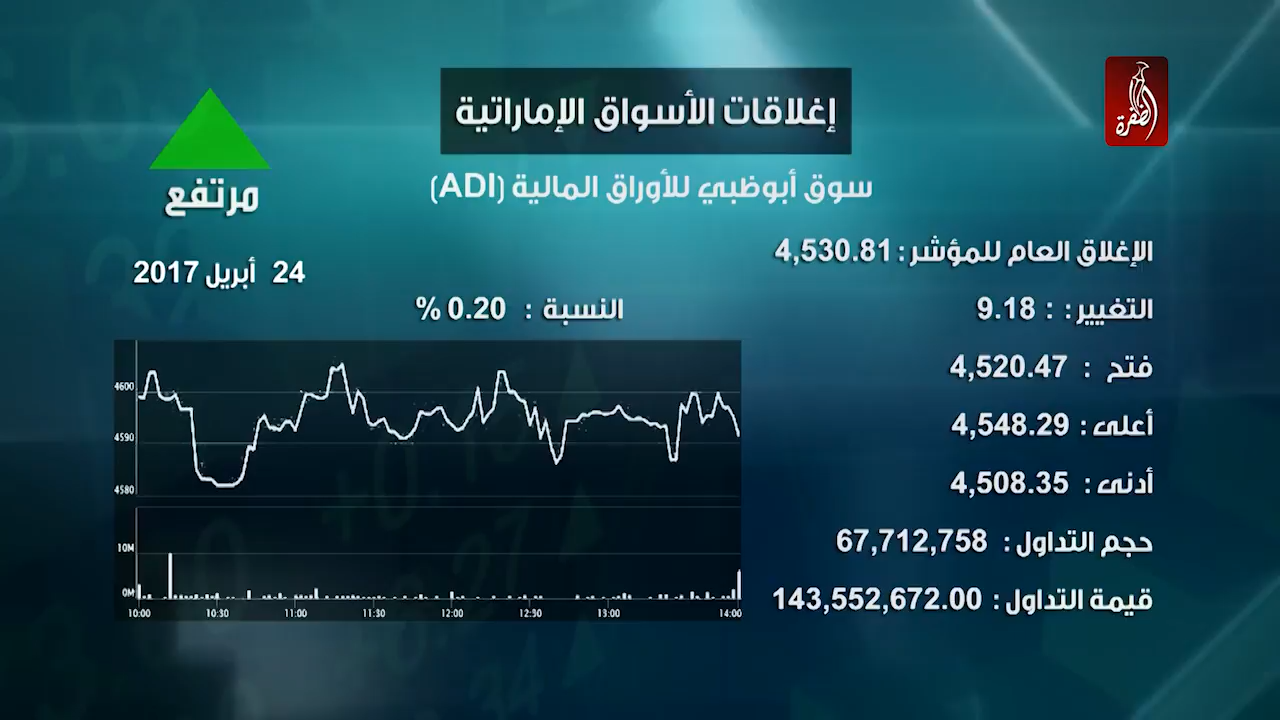 إغلاقات الأسواق الإماراتية
الظفرة
سوق أبوظبي للأوراق المالية (ADI)
مرتفع
24 أبريل 2017
الإغلاق العام للمؤشر : 4,530.81
التغيير : : 9.18
النسبة : 0.20 %
فتح : 4,520.47
أعلى : 4,548.29
أدنى : 4,508.35
حجم التداول : 67,712,758
قيمة التداول : 143,552,672.00
4600
4590
4580
10M
0M
10:00 10:30 11:00 11:30 12:00 12:30 13:00 14:00